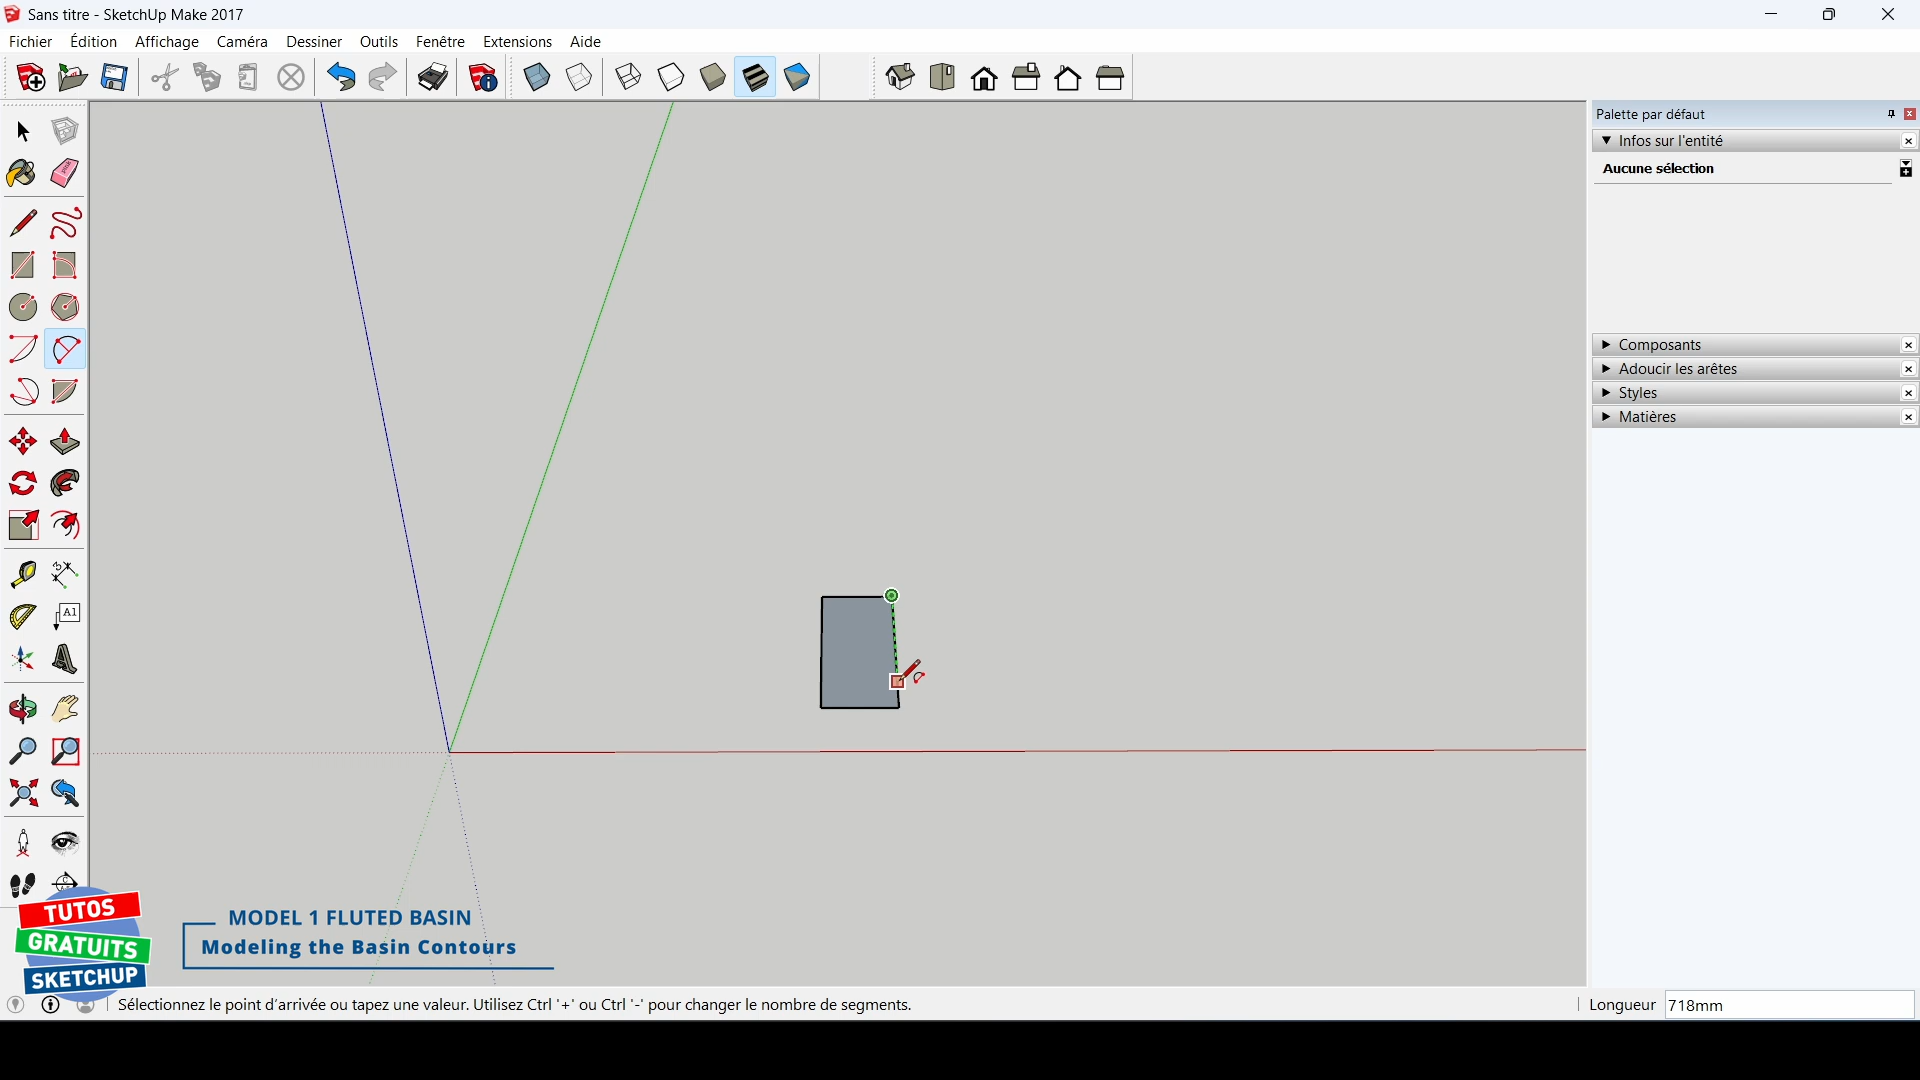 Sans titre - SketchUp Make 2017
Fichier Édition Affichage Caméra Dessiner Outils Fenêtre Extensions Aide
Palette par défaut
Infos sur l'entité
Aucune sélection
Composants
Adoucir les arêtes
Styles
Matières
A1
TUTOS
GRATUITS
SKETCHUP
MODEL 1 FLUTED BASIN
Modeling the Basin Contours
Sélectionnez le point d'arrivée ou tapez une valeur. Utilisez Ctrl '+' ou Ctrl '-' pour changer le nombre de segments.
Longueur 718mm